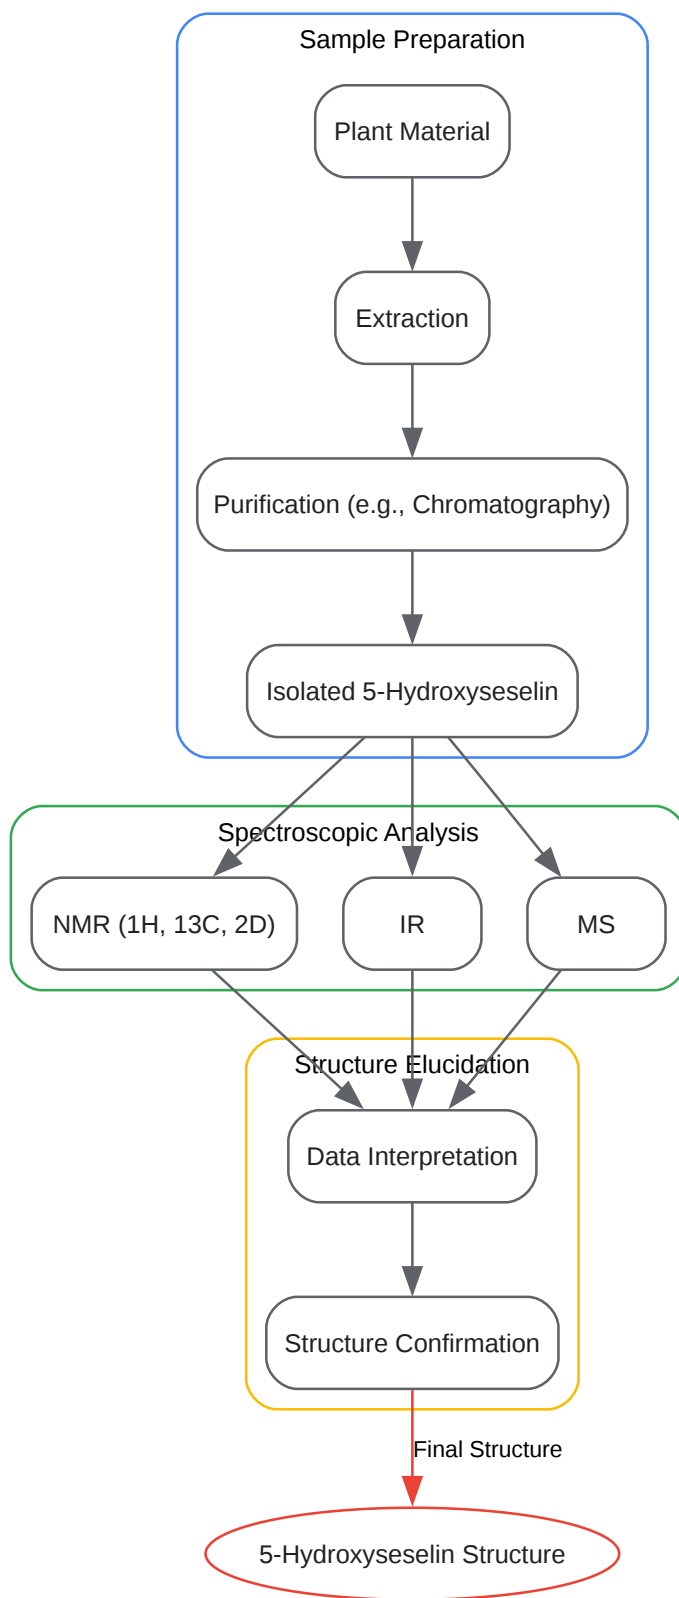 Sample Preparation
Plant Material
Extraction
Purification (e.g., Chromatography)
Isolated 5-Hydroxyseselin
Spectroscopic Analysis
NMR (1H, 13C, 2D)
IR
MS
Structure Elucidation
Data Interpretation
Structure Confirmation
Final Structure
5-Hydroxyseselin Structure